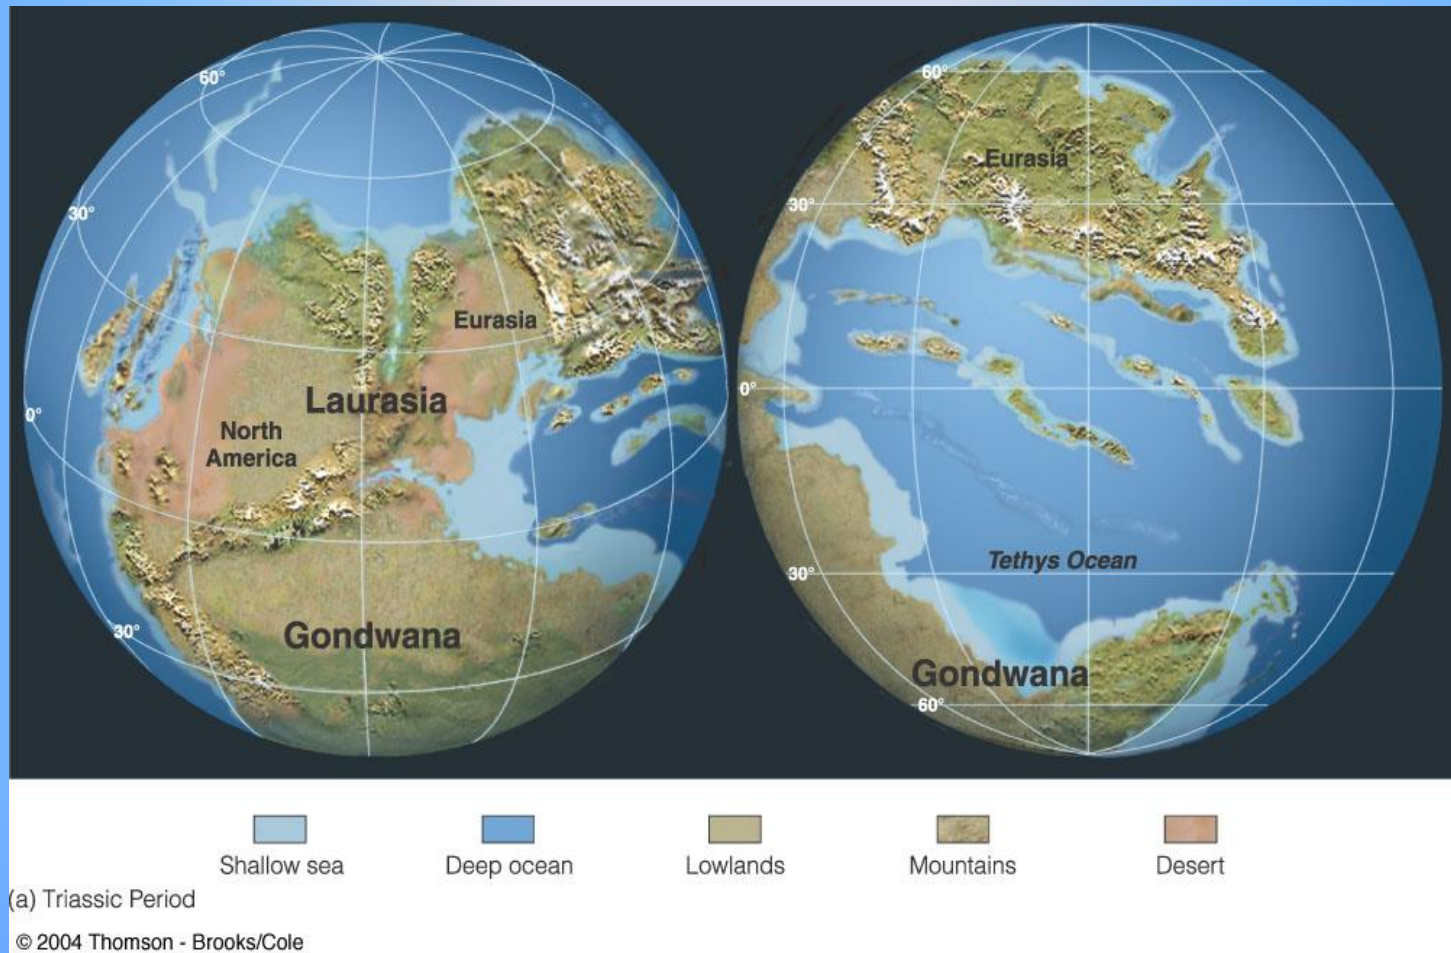 60°
30°
0°
30°
Eurasia
Laurasia
North
America
Gondwana
60°
Eurasia
30°
0°
30°
Tethys Ocean
Gondwana
60°
Shallow sea
Deep ocean
Lowlands
Mountains
Desert
(a) Triassic Period
© 2004 Thomson - Brooks/Cole